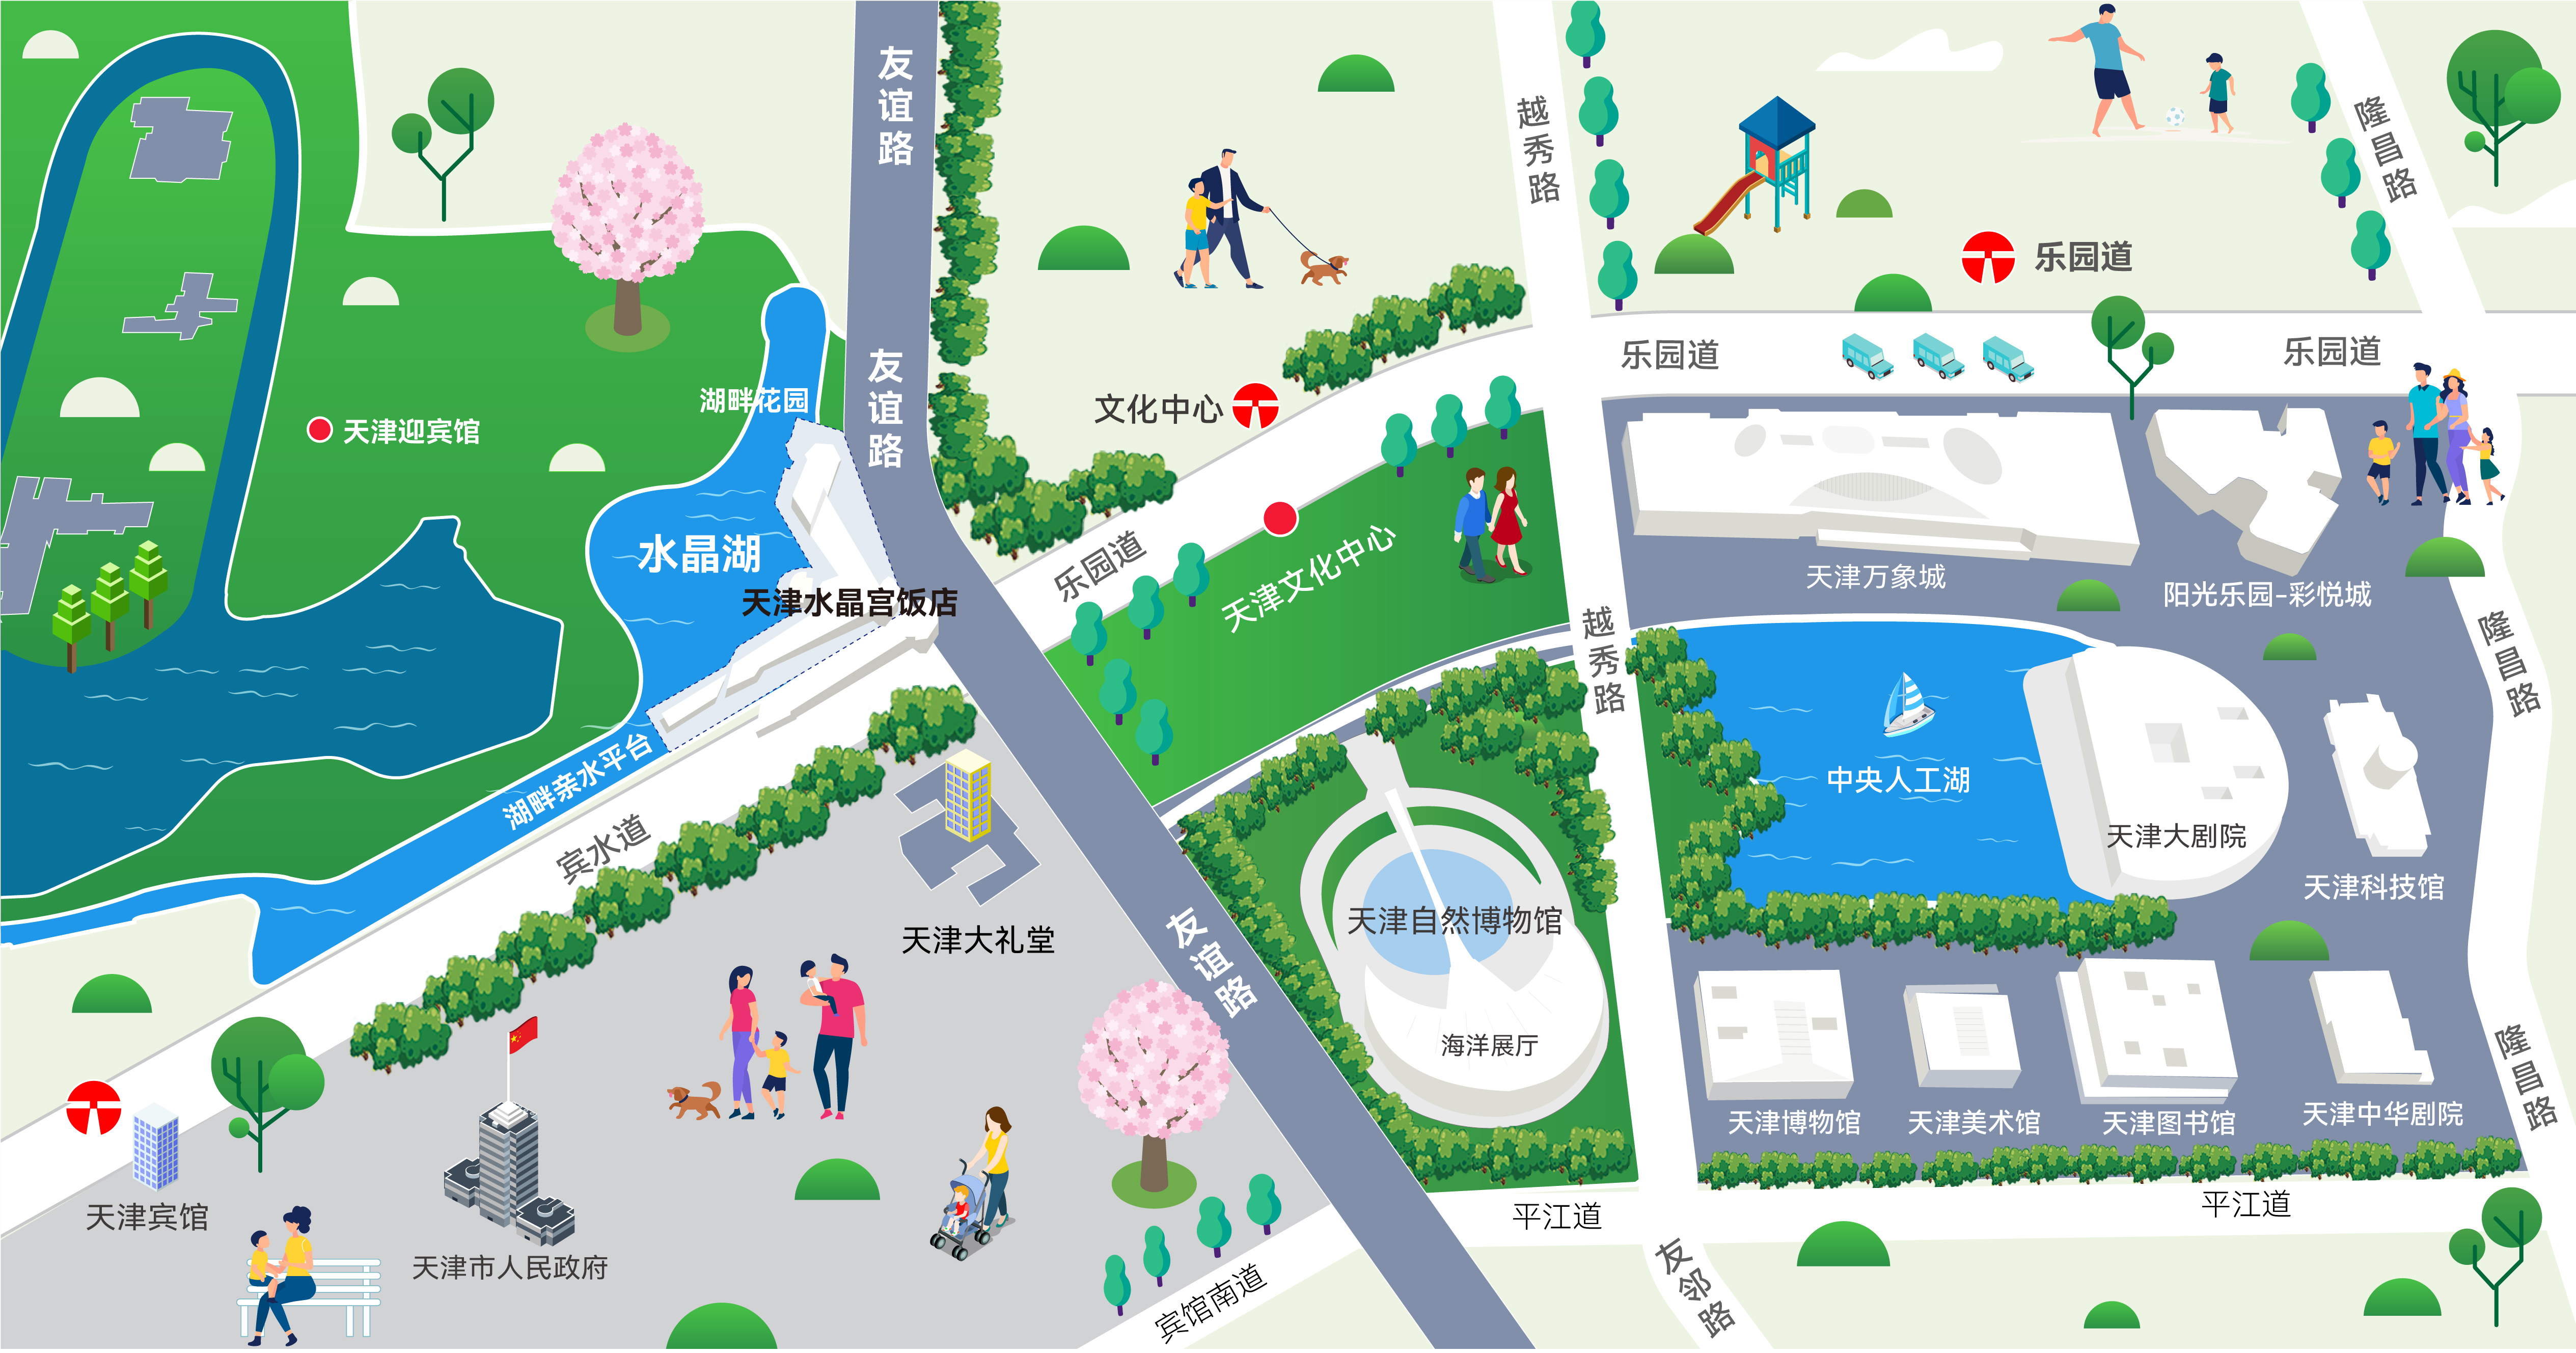 友谊路
越秀路
隆昌路
乐园道
乐园道
乐园道
友谊路
湖畔花园
文化中心
天津迎宾馆
水晶湖
乐园道
天津文化中心
天津万象城
阳光乐园-彩悦城
天津水晶宫饭店
越秀路
隆昌路
湖畔亲水平台
中央人工湖
天津大剧院
宾水道
天津科技馆
天津大礼堂
友谊路
天津自然博物馆
海洋展厅
隆昌路
天津博物馆
天津美术馆
天津图书馆
天津中华剧院
天津宾馆
天津市人民政府
平江道
平江道
宾馆南道
友邻路